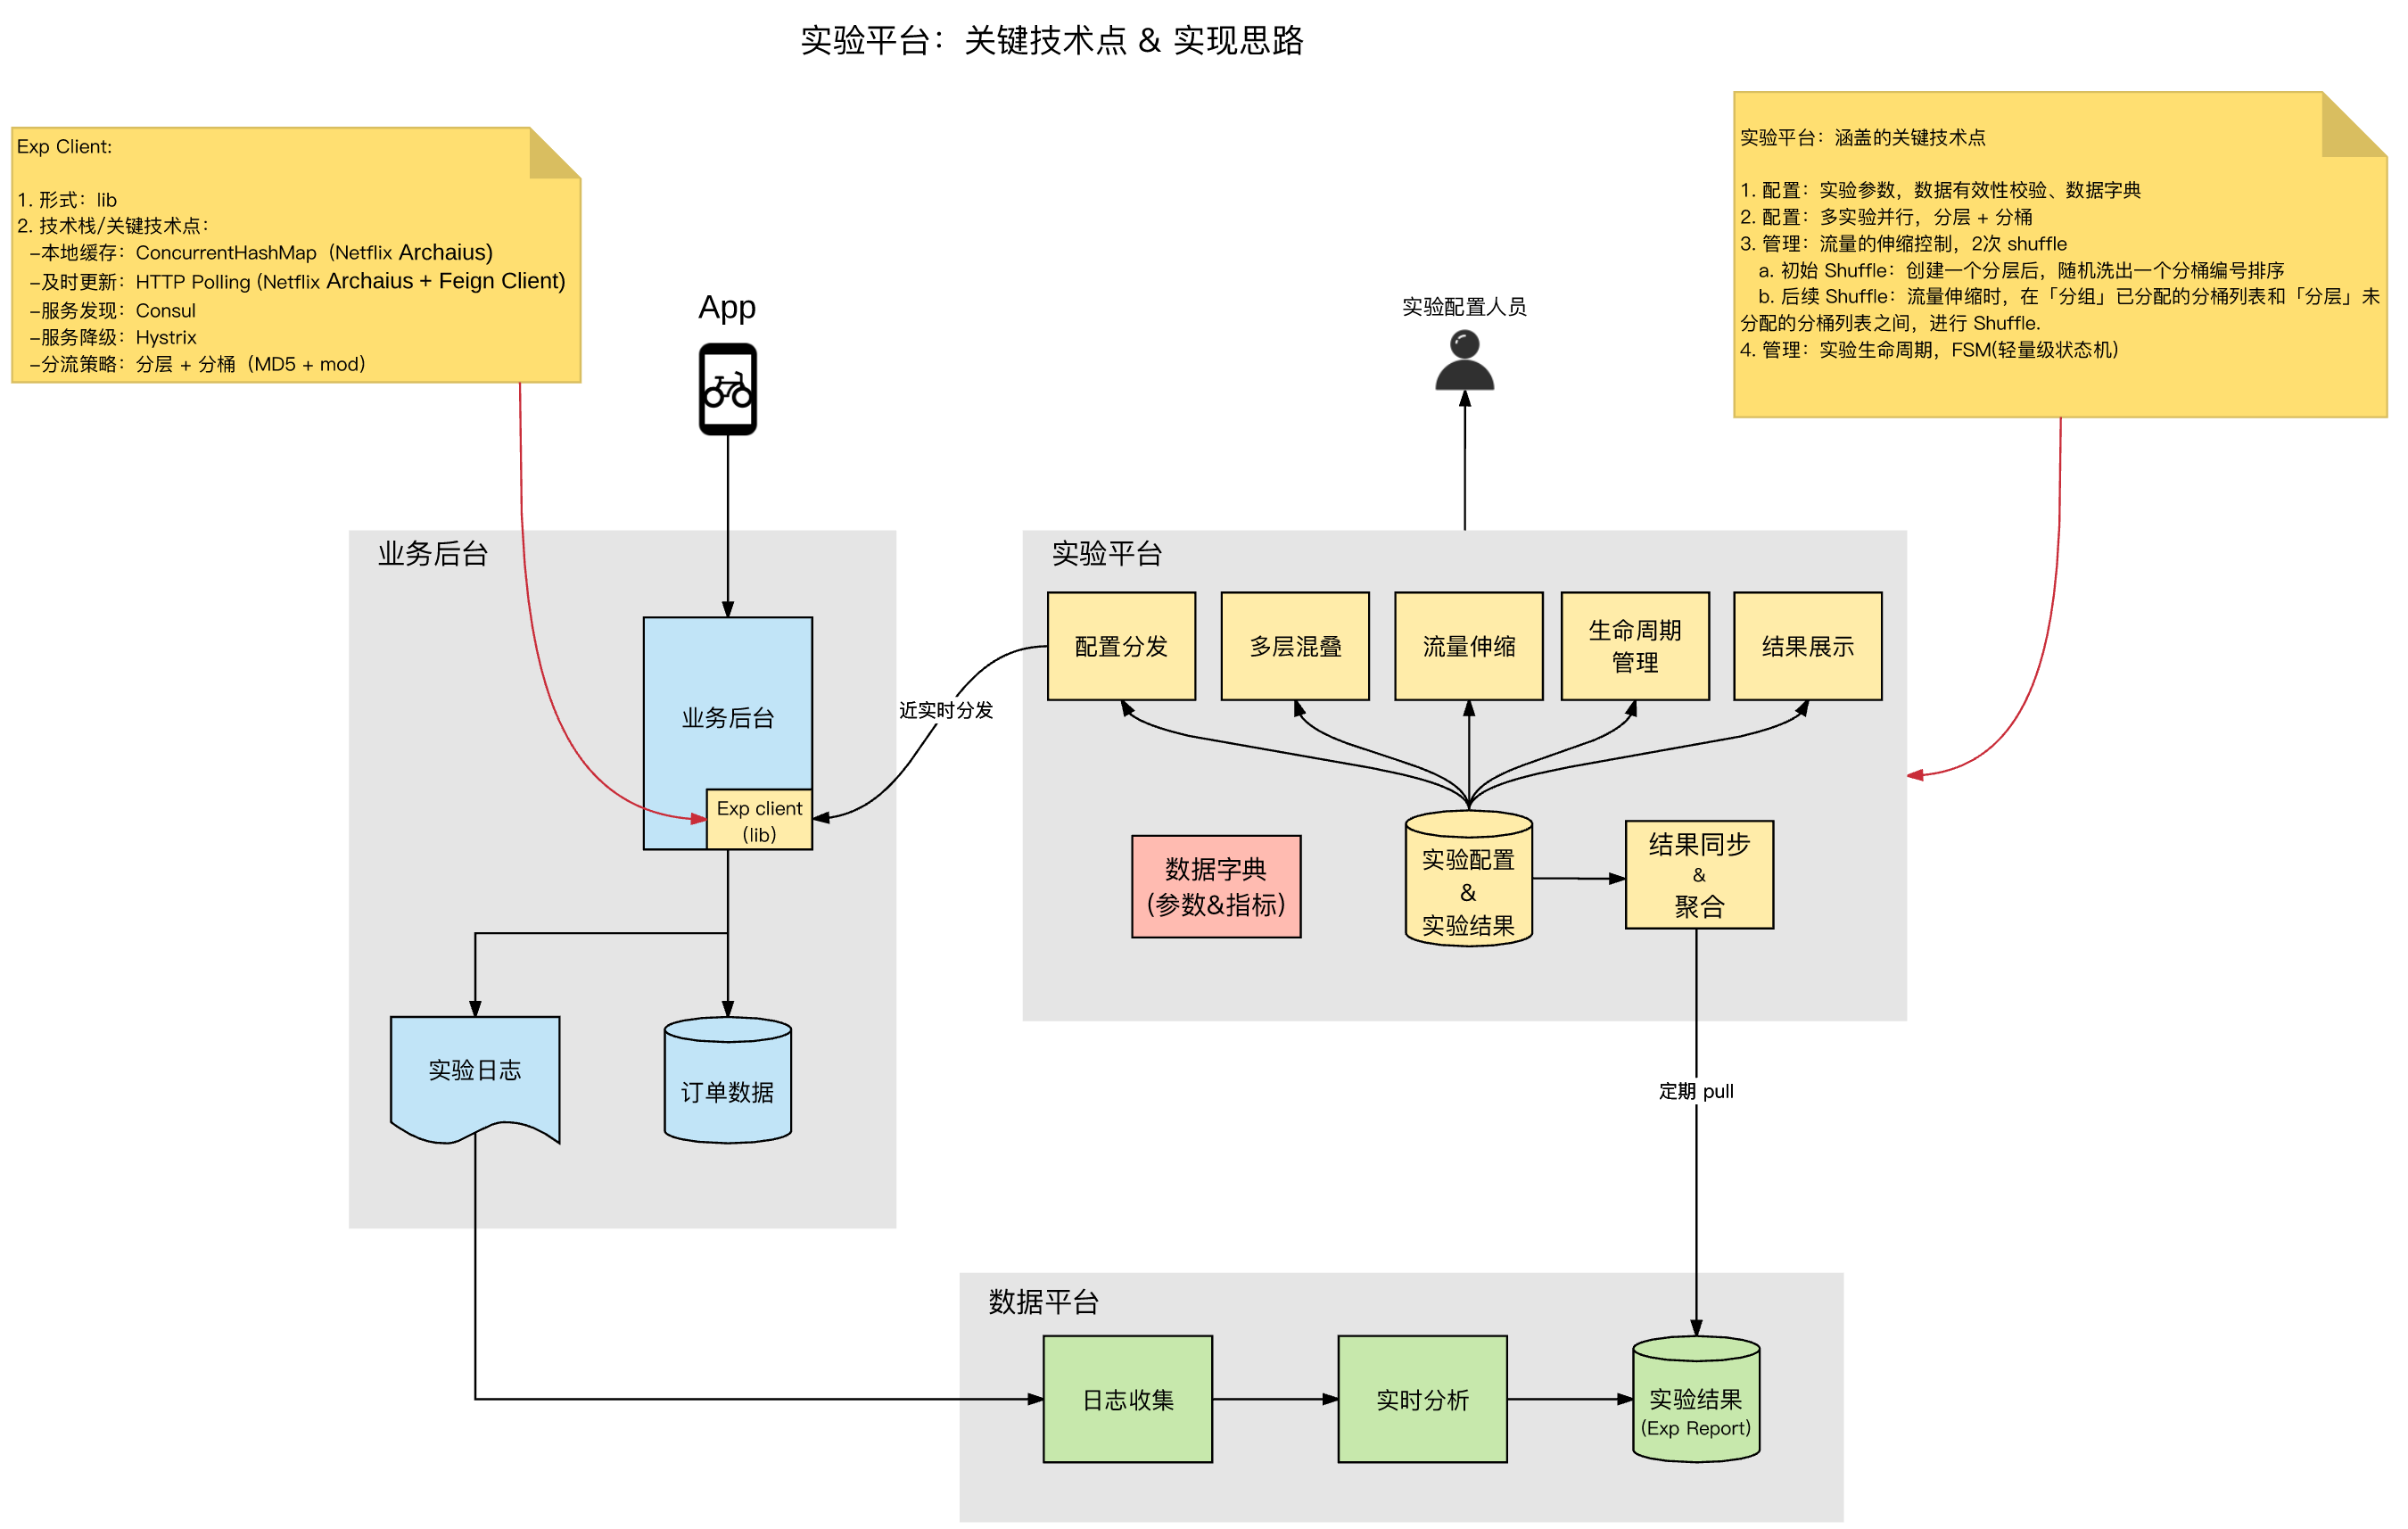 实验平台：关键技术点 & 实现思路
Exp Client:
1. 形式：lib
2. 技术栈/关键技术点：
-本地缓存：ConcurrentHashMap（Netflix Archaius)
-及时更新：HTTP Polling (Netflix Archaius + Feign Client)
-服务发现：Consul
-服务降级：Hystrix
-分流策略：分层 + 分桶（MD5 + mod）
实验平台：涵盖的关键技术点
1. 配置：实验参数，数据有效性校验、数据字典
2. 配置：多实验并行，分层 + 分桶
3. 管理：流量的伸缩控制，2次 shuffle
a. 初始 Shuffle：创建一个分层后，随机洗出一个分桶编号排序
b. 后续 Shuffle：流量伸缩时，在「分组」已分配的分桶列表和「分层」未
分配的分桶列表之间，进行 Shuffle.
4. 管理：实验生命周期，FSM(轻量级状态机)
App
实验配置人员
业务后台
业务后台
Exp client
(lib)
实验日志
订单数据
近实时分发
实验平台
配置分发
多层混叠
流量伸缩
生命周期
管理
结果展示
数据字典
(参数&指标)
实验配置
&
实验结果
结果同步
&
聚合
定期 pull
数据平台
日志收集
实时分析
实验结果
(Exp Report)